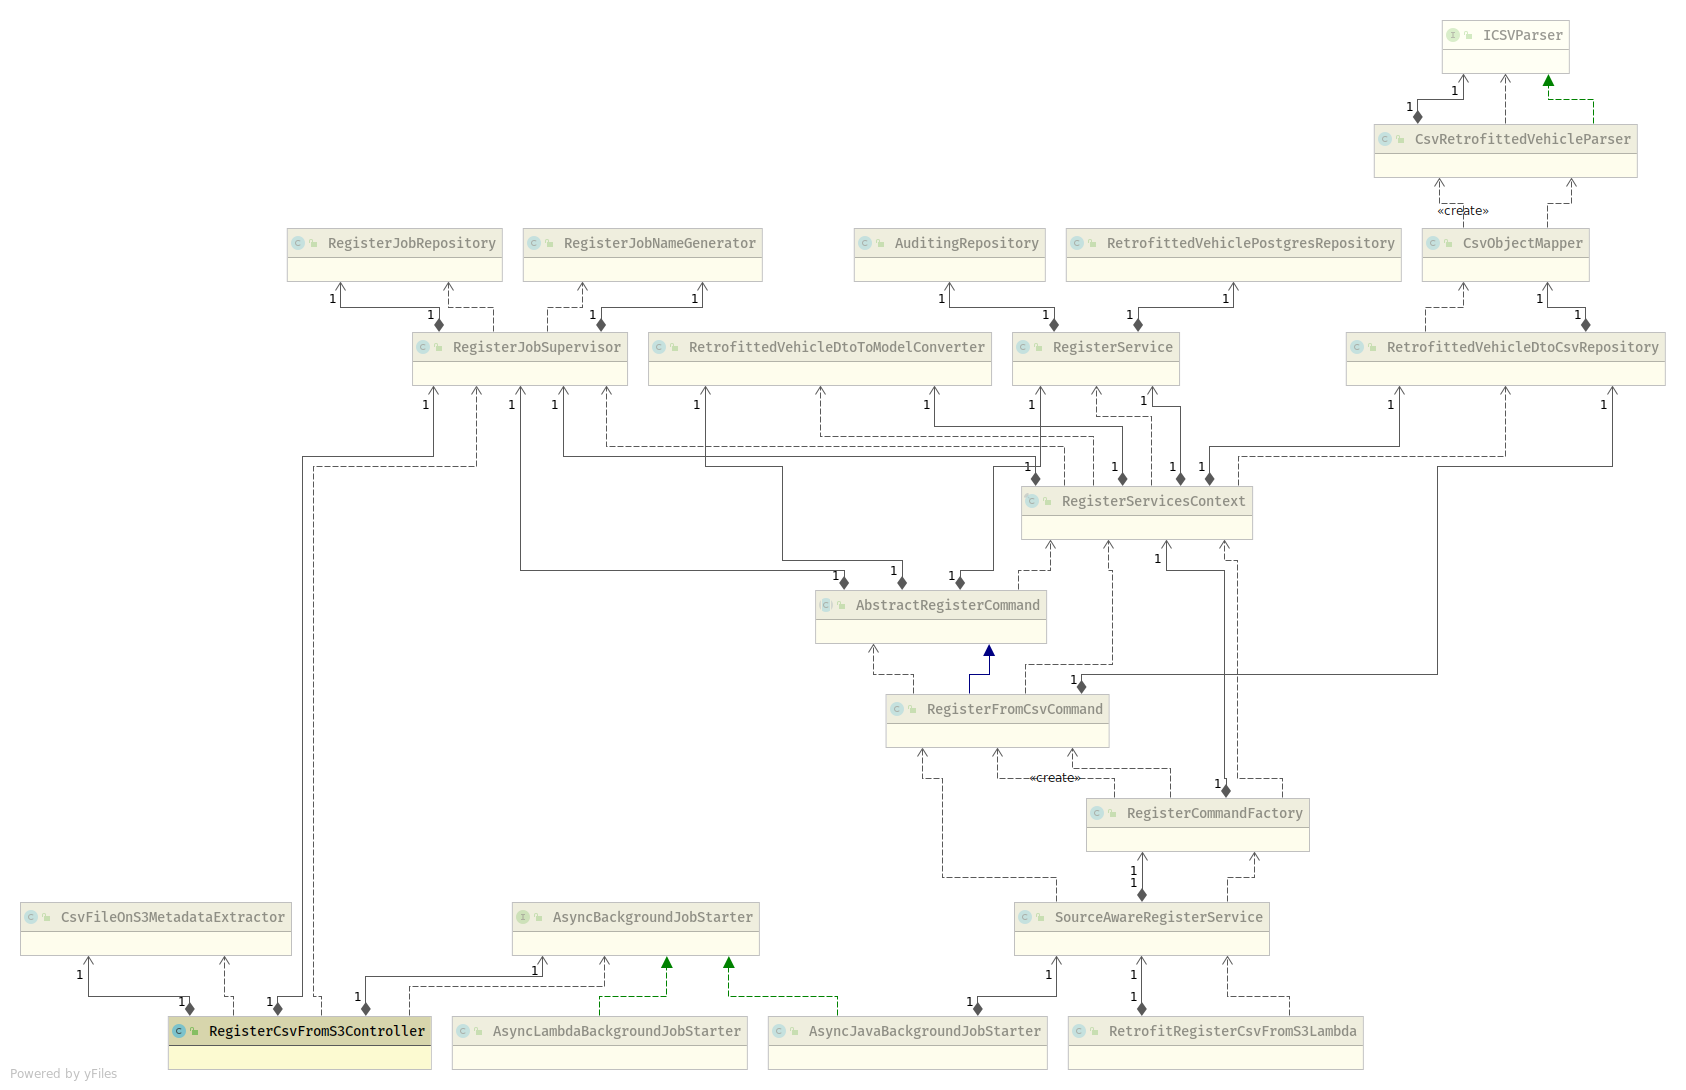 ICSVParser
1
1
CsvRetrofittedVehicleParser
«create»
RegisterJobRepository
RegisterJobNameGenerator
AuditingRepository
RetrofittedVehiclePostgresRepository
CsvObjectMapper
1
1
1
1
1
1
1
1
1
1
RegisterJobSupervisor
RetrofittedVehicleDtoToModelConverter
RegisterService
RetrofittedVehicleDtoCsvRepository
1
1
1
1
1
1
1
1
1
1
1
1
1
RegisterServicesContext
1
1
1
1
AbstractRegisterCommand
1
RegisterFromCsvCommand
«create»
1
RegisterCommandFactory
1
1
CsvFileOnS3MetadataExtractor
AsyncBackgroundJobStarter
SourceAwareRegisterService
1
1
1
1
1
1
1
1
1
RegisterCsvFromS3Controller
AsyncLambdaBackgroundJobStarter
AsyncJavaBackgroundJobStarter
RetrofitRegisterCsvFromS3Lambda
Powered by yFiles